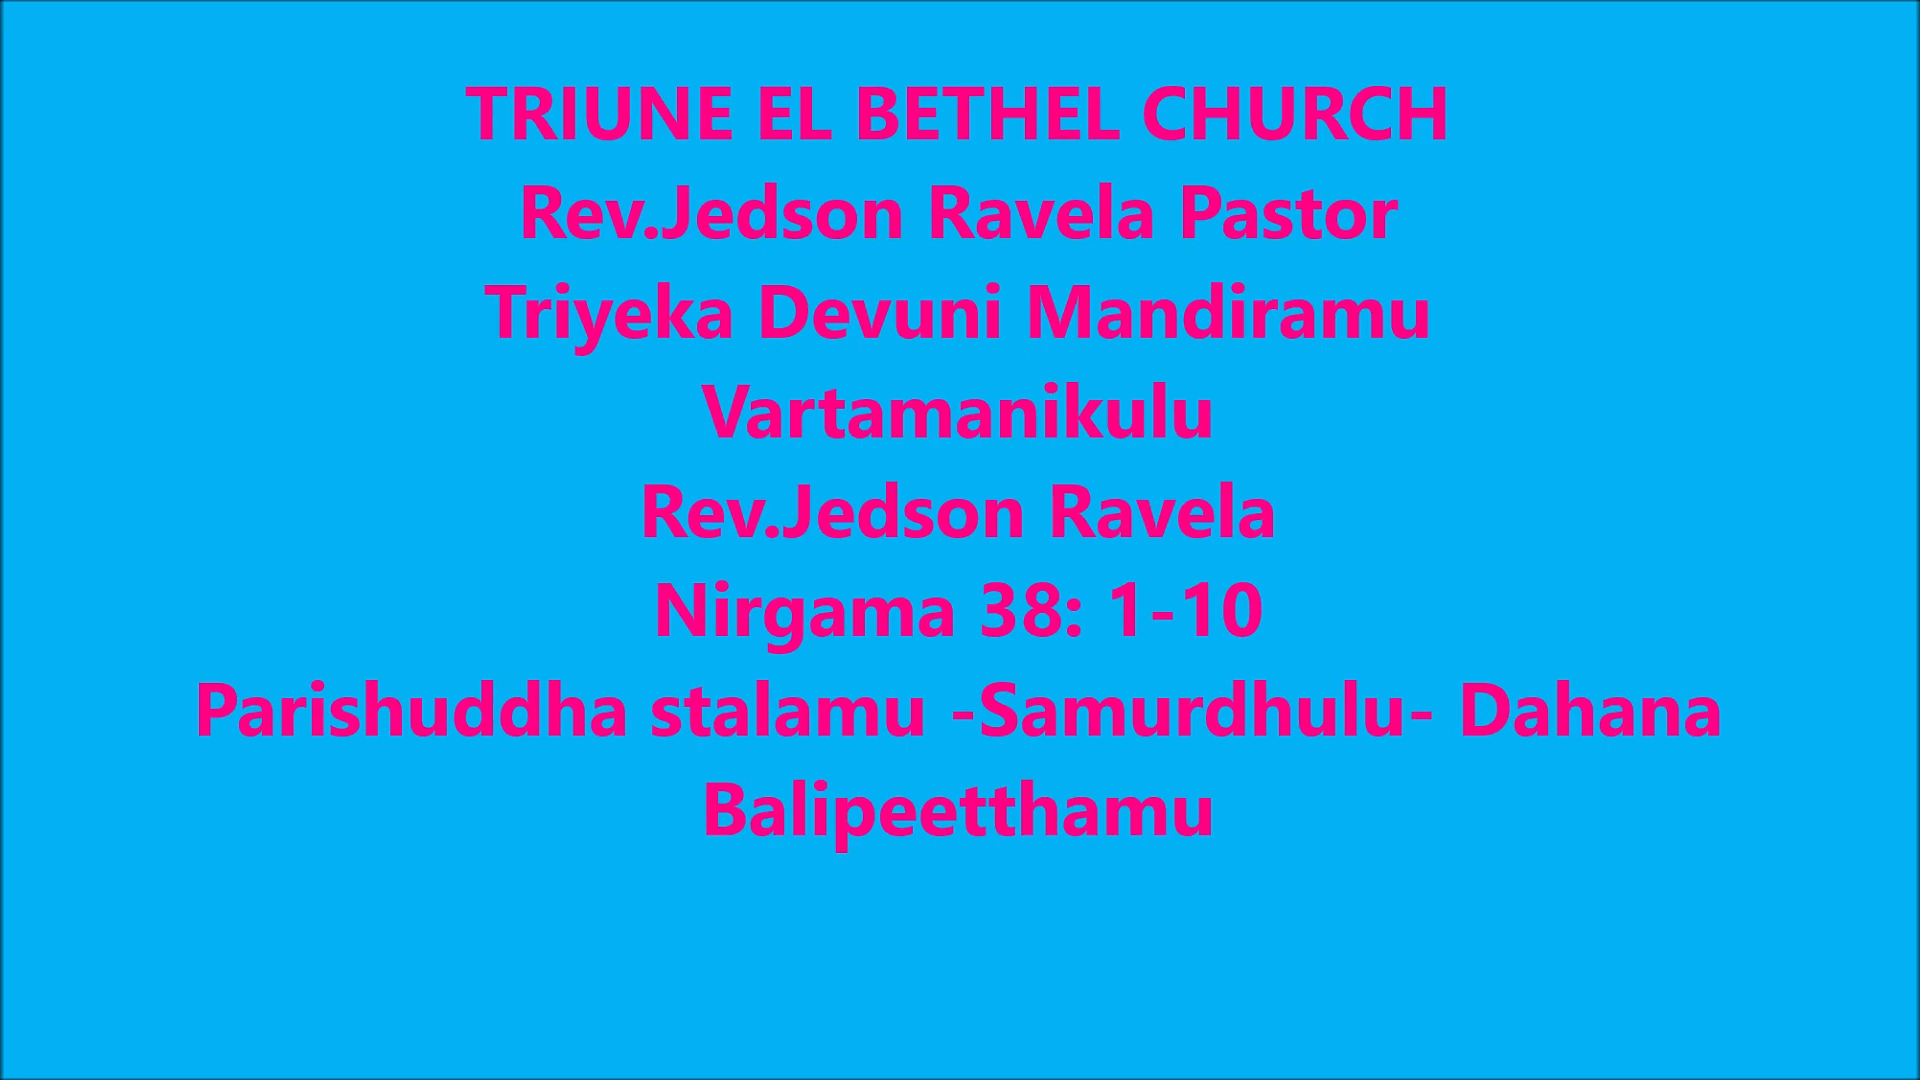 TRIUNE EL BETHEL CHURCH
Rev.Jedson Ravela Pastor
Triyeka Devuni Mandiramu
Vartamanikulu
Rev.Jedson Ravela
Nirgama 38: 1-10
Parishuddha stalamu -Samurdhulu- Dahana
Balipeetthamu